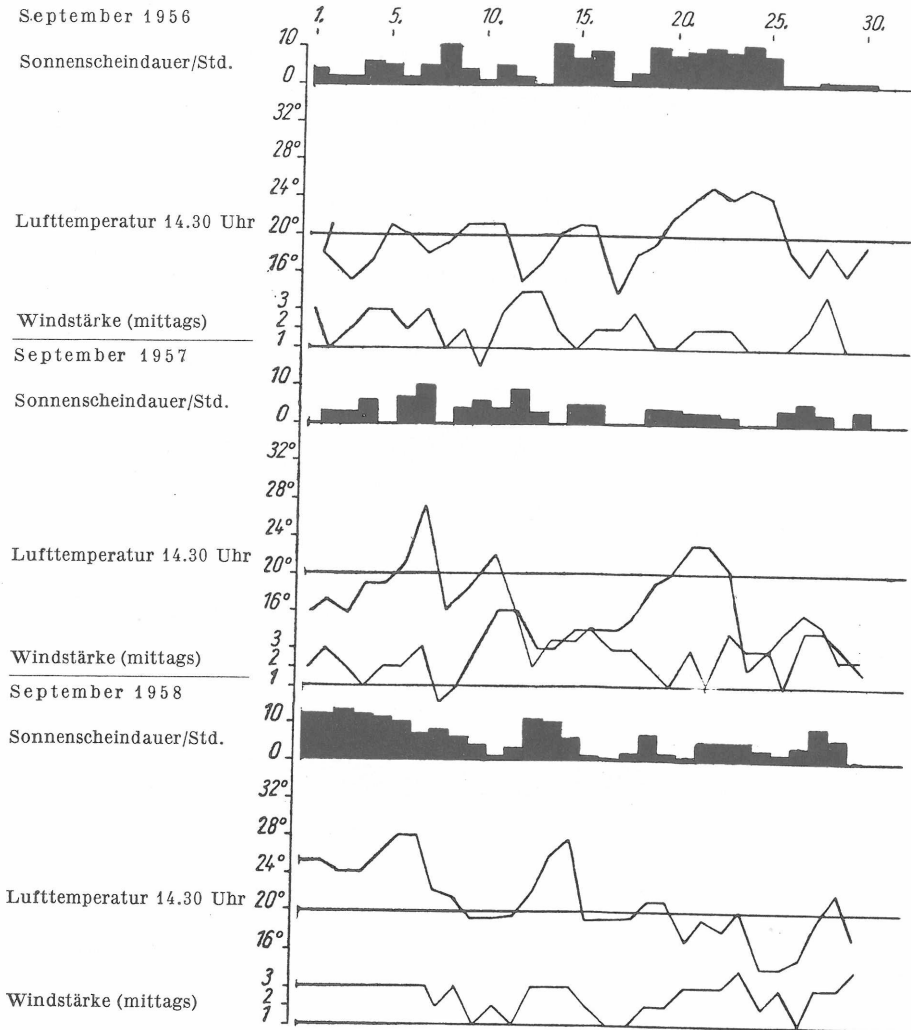 September 1956
1. 5. 10. 15. 20. 25. 30.
10
Sonnenscheindauer/Std.
0
32°
28°
24°
Lufttemperatur 14.30 Uhr 20°
16°
3
Windstärke (mittags) 2
1
September 1957
10
Sonnenscheindauer/Std.
0
32°
28°
24°
Lufttemperatur 14.30 Uhr 20°
16°
3
Windstärke (mittags) 2
1
September 1958
10
Sonnenscheindauer/Std.
0
32°
28°
24°
Lufttemperatur 14.30 Uhr 20°
16°
3
Windstärke (mittags) 2
1